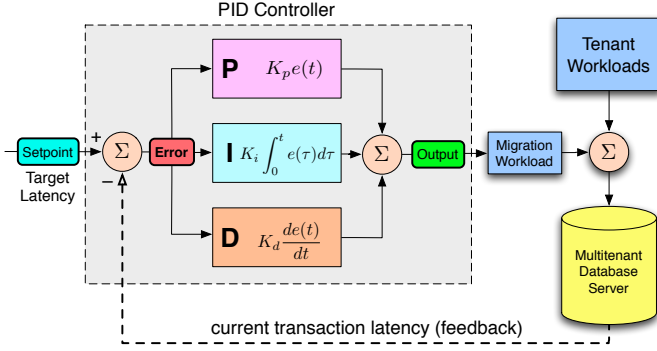 PID Controller
Tenant
Workloads
P K_p e(t)
+
Setpoint
Σ
Error
I K_i ∫_0^t e(τ)dτ
Σ
Output
Migration
Workload
Σ
Target
Latency
−
D K_d de(t)/dt
Multitenant
Database
Server
current transaction latency (feedback)